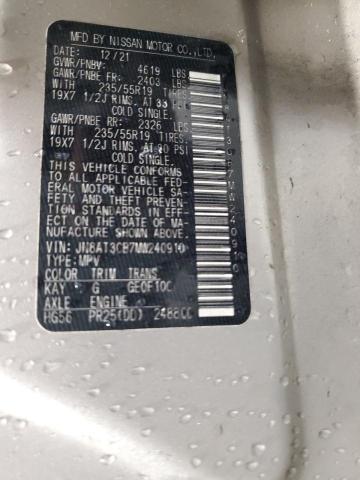 MFD BY NISSAN MOTOR CO.,LTD.
DATE: 12/21
GVWR/PNBV: 4619 LBS
GAWR/PNBE FR: 2403 LBS
WITH 235/55R19 TIRES
19X7 1/2J RIMS, AT 33 PSI
COLD SINGLE.
GAWR/PNBE RR: 2326 LBS
WITH 235/55R19 TIRES
19X7 1/2J RIMS, AT 30 PSI
COLD SINGLE.
THIS VEHICLE CONFORMS
TO ALL APPLICABLE FED-
ERAL MOTOR VEHICLE SA-
FETY AND THEFT PREVEN-
TION STANDARDS IN EFF-
ECT ON THE DATE OF MA-
NUFACTURE SHOWN ABOVE
VIN:JN8AT3CB7MW240910
TYPE: MPV
COLOR TRIM TRANS
KAY G GE0F10C
AXLE ENGINE
HG56 PR25(DD) 2488CC